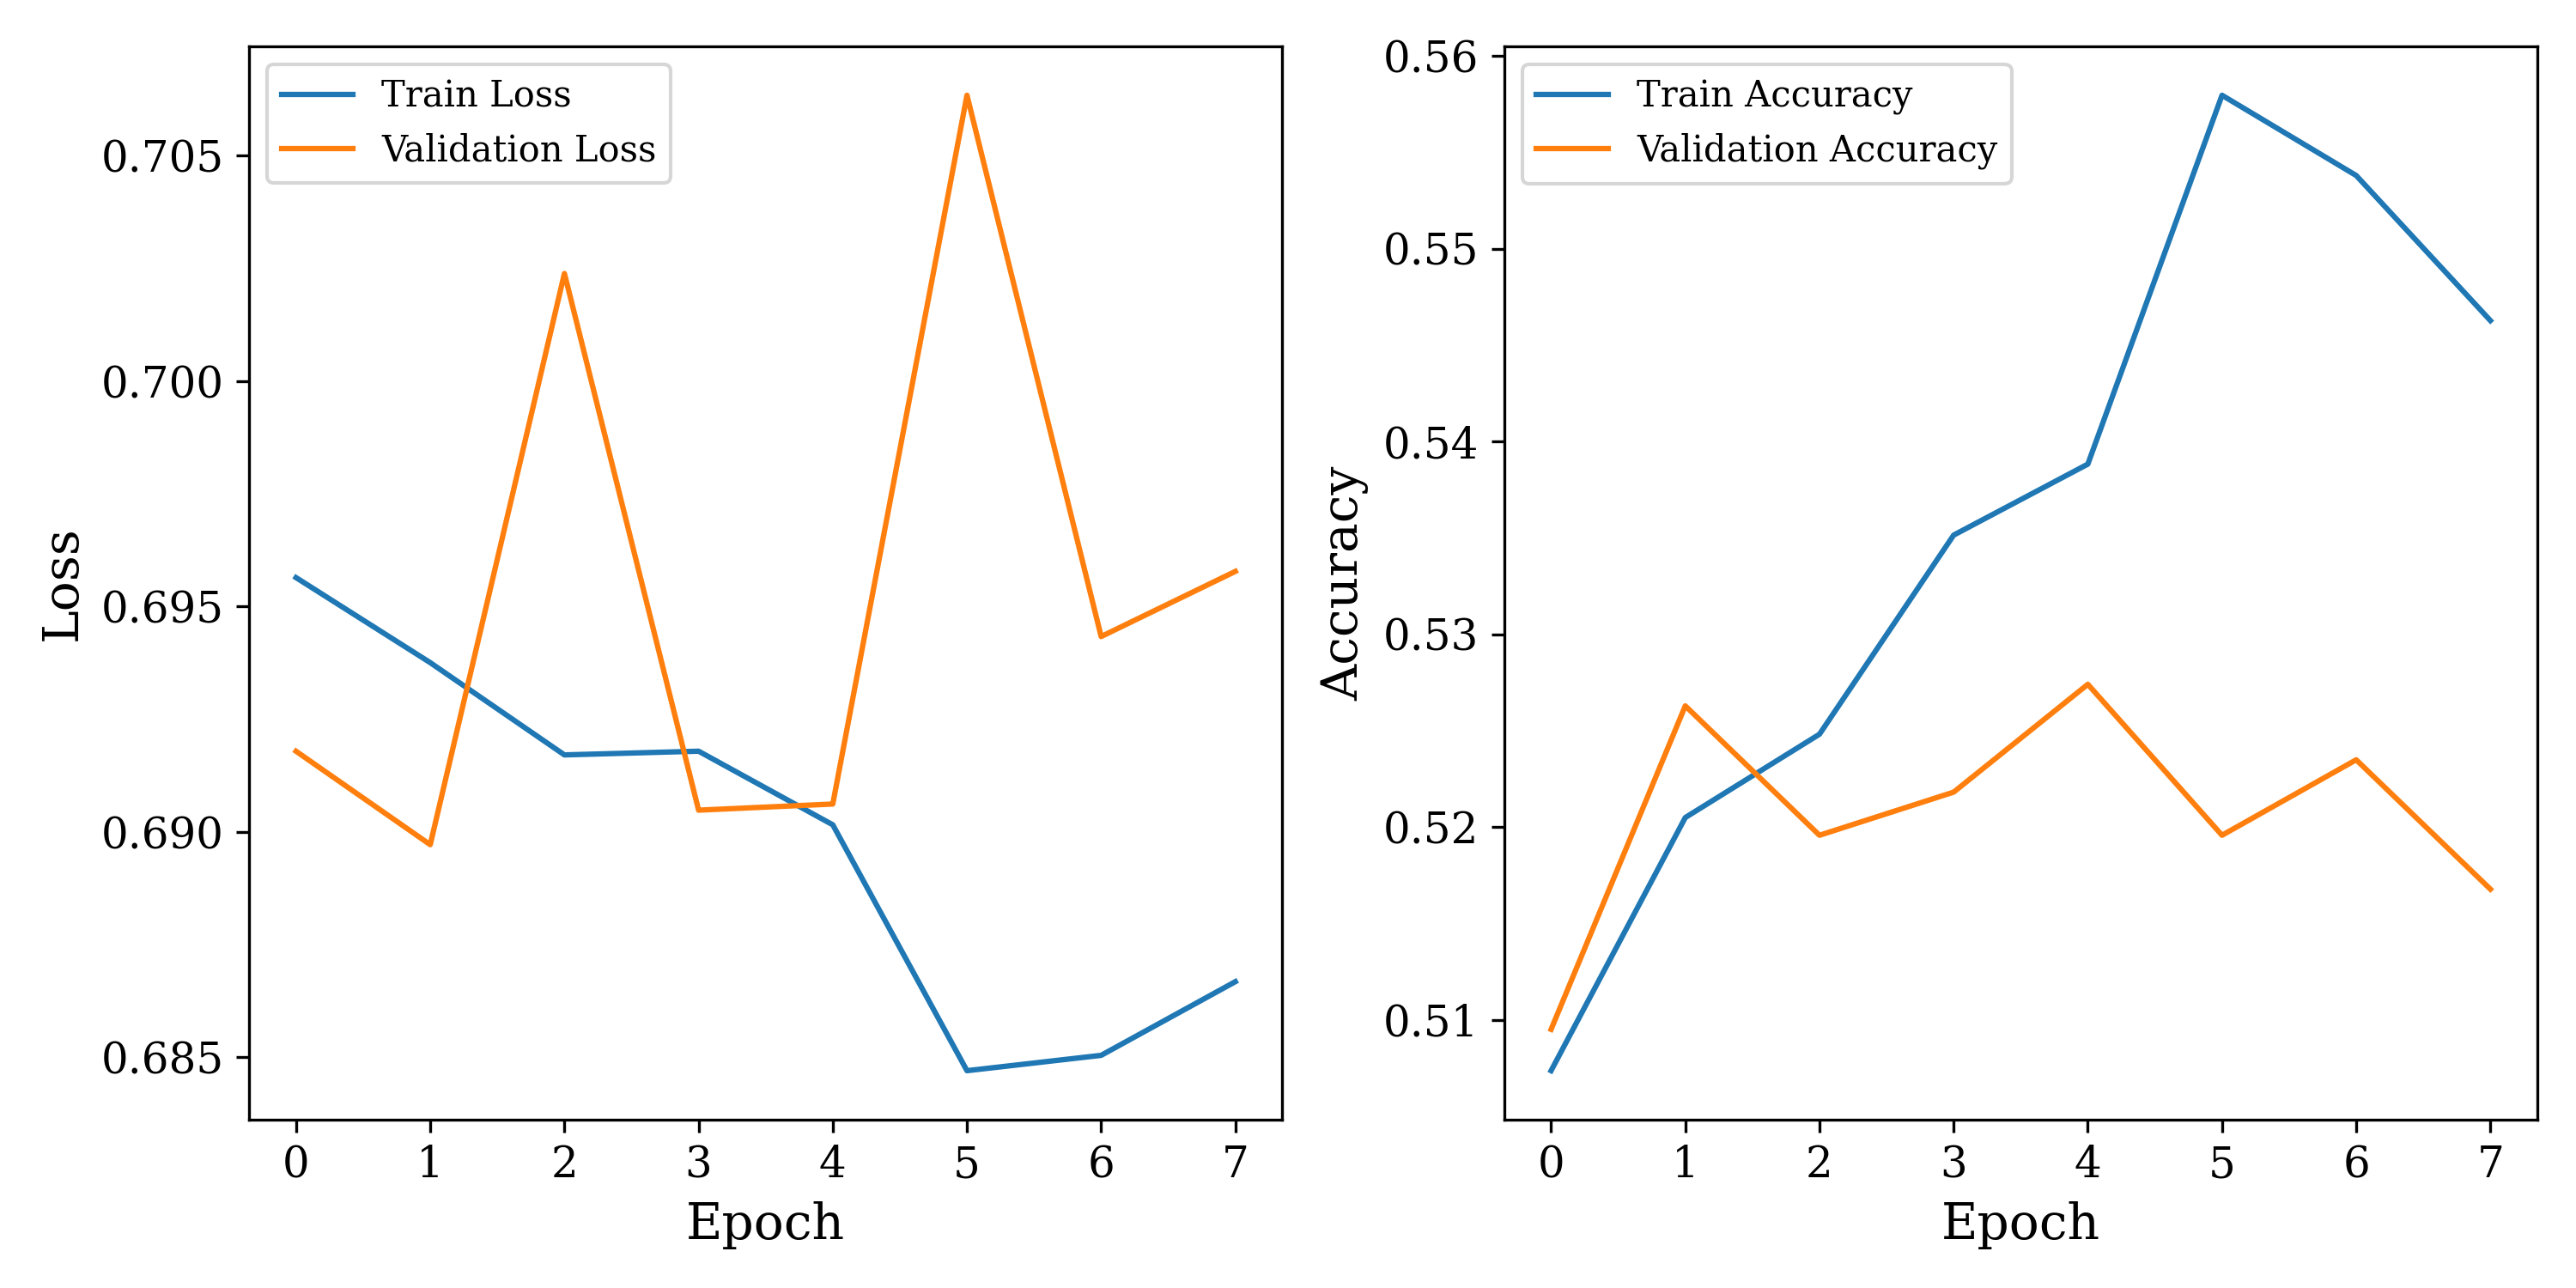 Train Loss
Validation Loss
0.705
0.700
0.695
0.690
0.685
Loss
0 1 2 3 4 5 6 7
Epoch
Train Accuracy
Validation Accuracy
0.56
0.55
0.54
0.53
0.52
0.51
Accuracy
0 1 2 3 4 5 6 7
Epoch